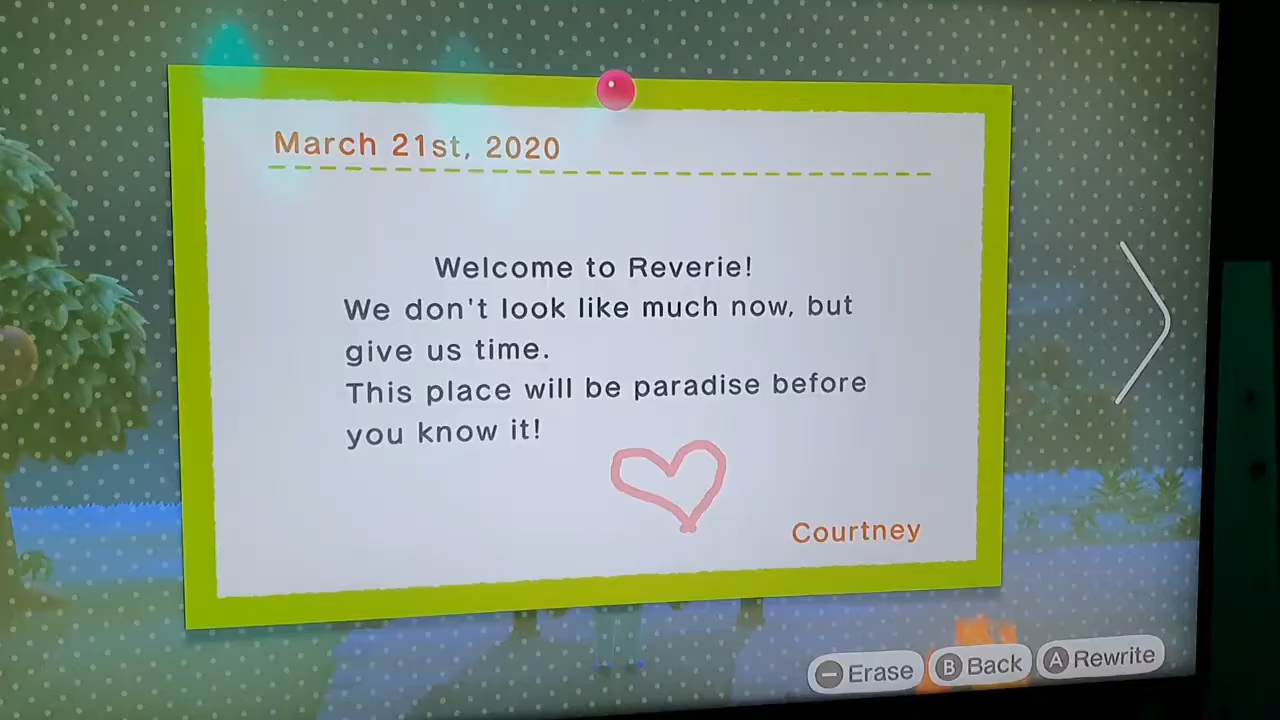 March 21st, 2020
Welcome to Reverie!
We don't look like much now, but
give us time.
This place will be paradise before
you know it!
Courtney
− Erase
B Back
A Rewrite